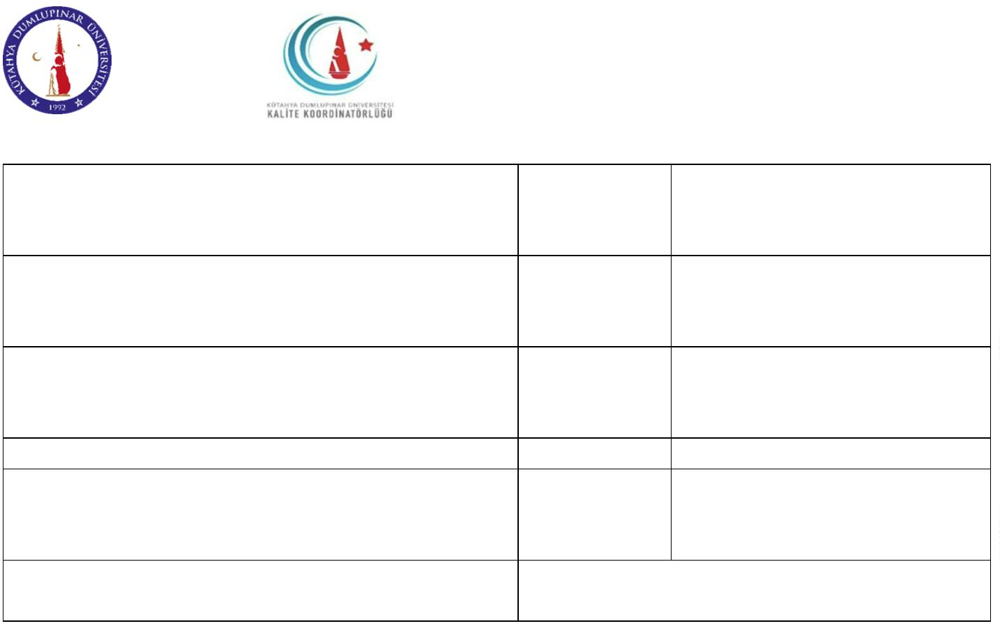 KÜTAHYA DUMLUPINAR ÜNİVERSİTESİ
1992
KÜTAHYA DUMLUPINAR ÜNİVERSİTESİ
KALİTE KOORDİNATÖRLÜĞÜ